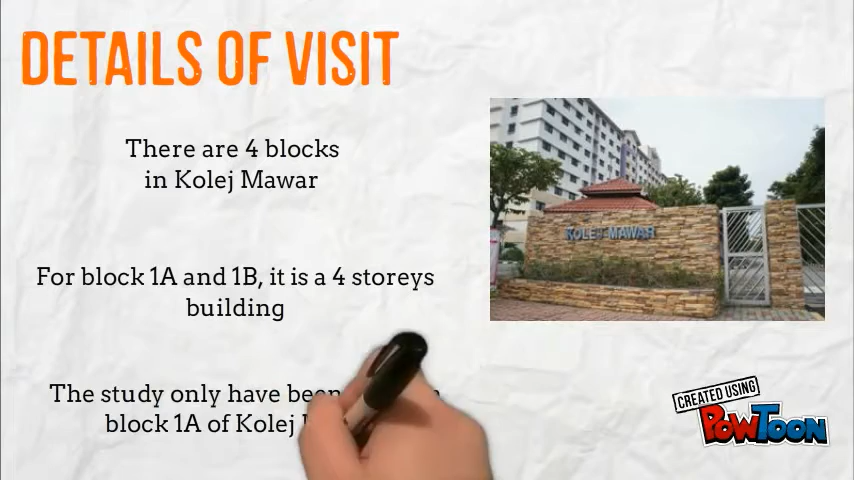 DETAILS OF VISIT
There are 4 blocks
in Kolej Mawar
KOLEJ MAWAR
For block 1A and 1B, it is a 4 storeys
building
The study only have been
block 1A of Kolej
CREATED USING
POWTOON